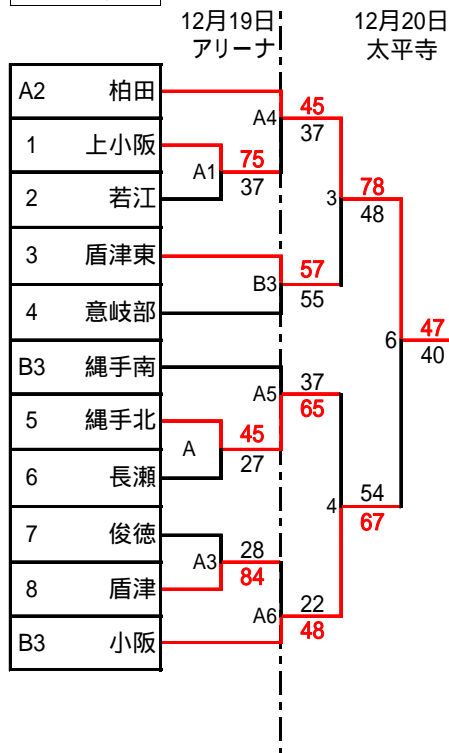 12月19日 12月20日
アリーナ 太平寺
A2 柏田
1 上小阪
2 若江
3 盾津東
4 意岐部
B3 縄手南
5 縄手北
6 長瀬
7 俊徳
8 盾津
B3 小阪
A1 75
37
A 45
27
A3 28
84
A4 45
37
B3 57
55
A5 37
65
A6 22
48
3 78
48
4 54
67
6 47
40